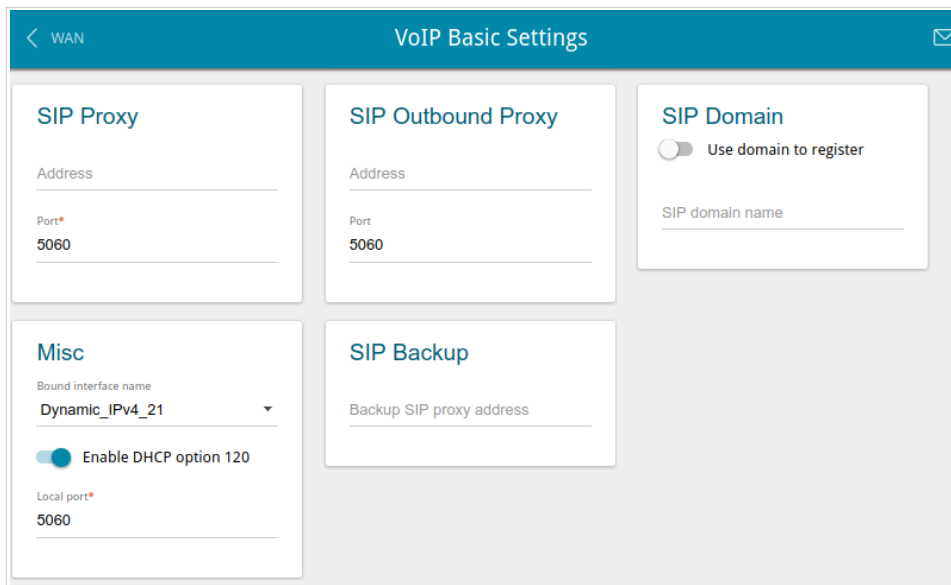 WAN
VoIP Basic Settings
SIP Proxy
Address
Port*
5060
SIP Outbound Proxy
Address
Port
5060
SIP Domain
Use domain to register
SIP domain name
Misc
Bound interface name
Dynamic_IPv4_21
Enable DHCP option 120
Local port*
5060
SIP Backup
Backup SIP proxy address